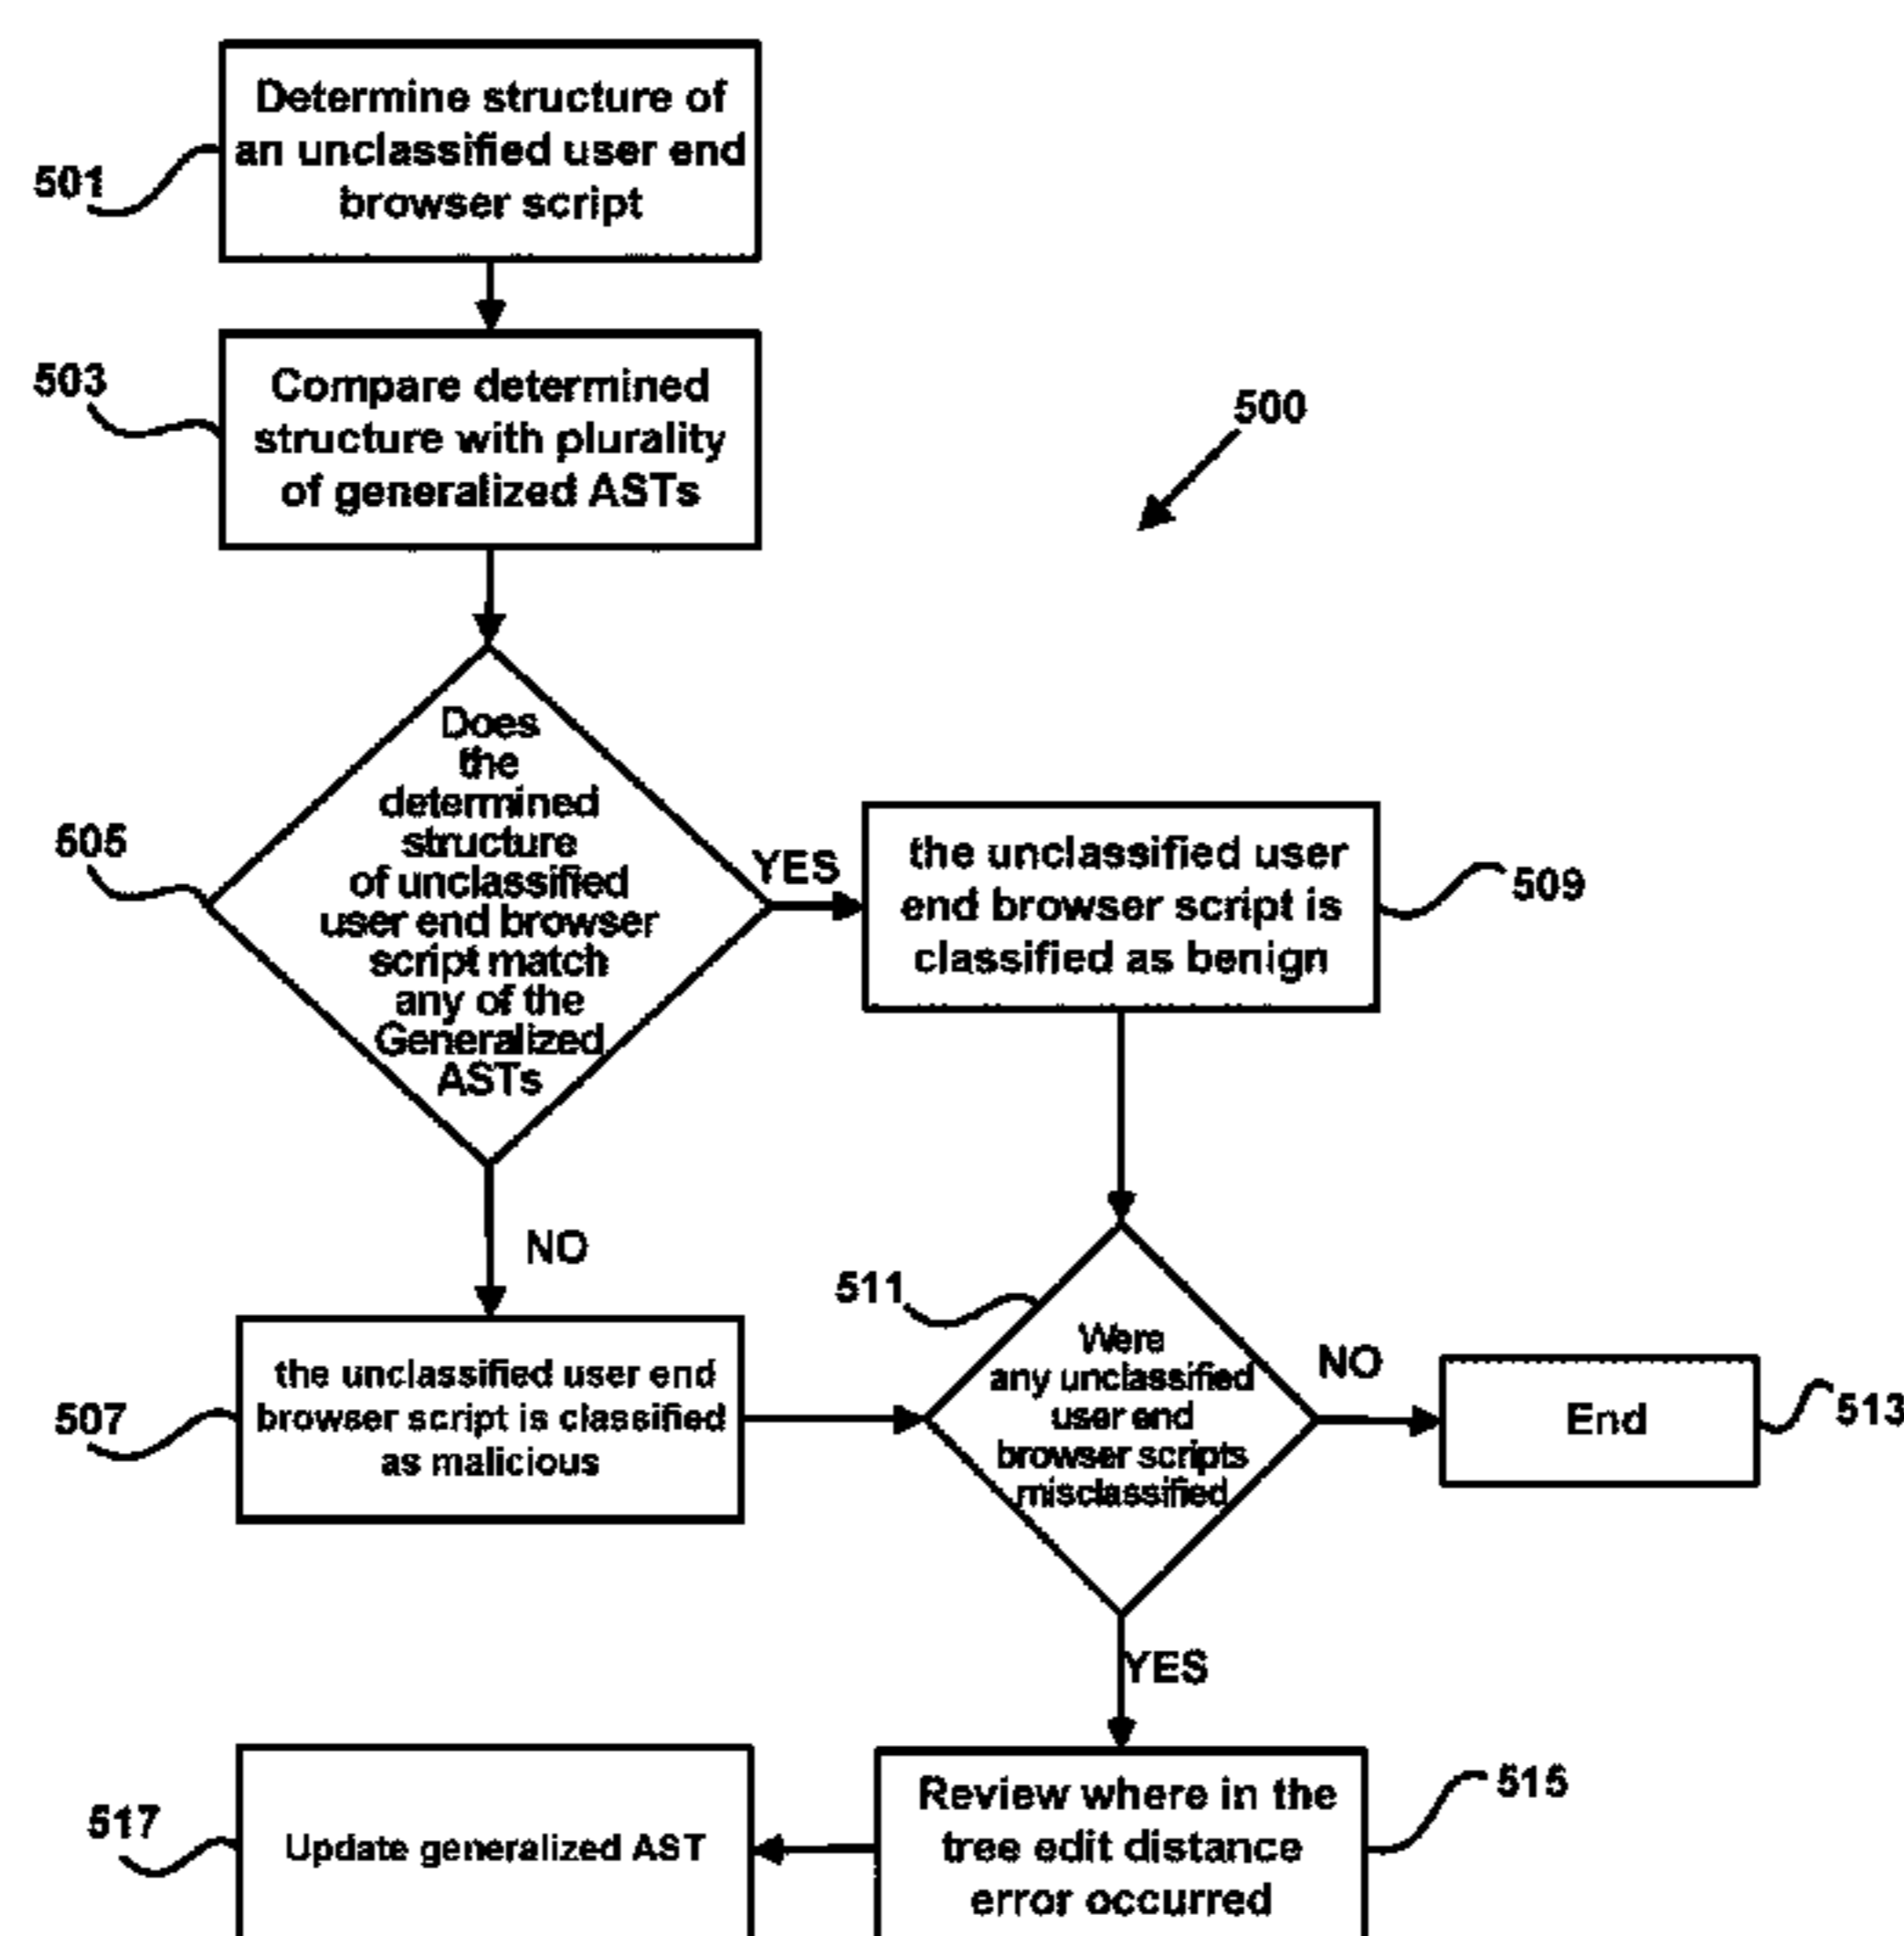 Determine structure of
an unclassified user end
browser script
501
503
Compare determined
structure with plurality
of generalized ASTs
500
Does
the
determined
structure
of unclassified
user end browser
script match
any of the
Generalized
ASTs
505
YES
the unclassified user
end browser script is
classified as benign
509
NO
507
the unclassified user end
browser script is classified
as malicious
511
Were
any unclassified
user end
browser scripts
misclassified
NO
End
513
YES
517
Update generalized AST
Review where in the
tree edit distance
error occurred
515